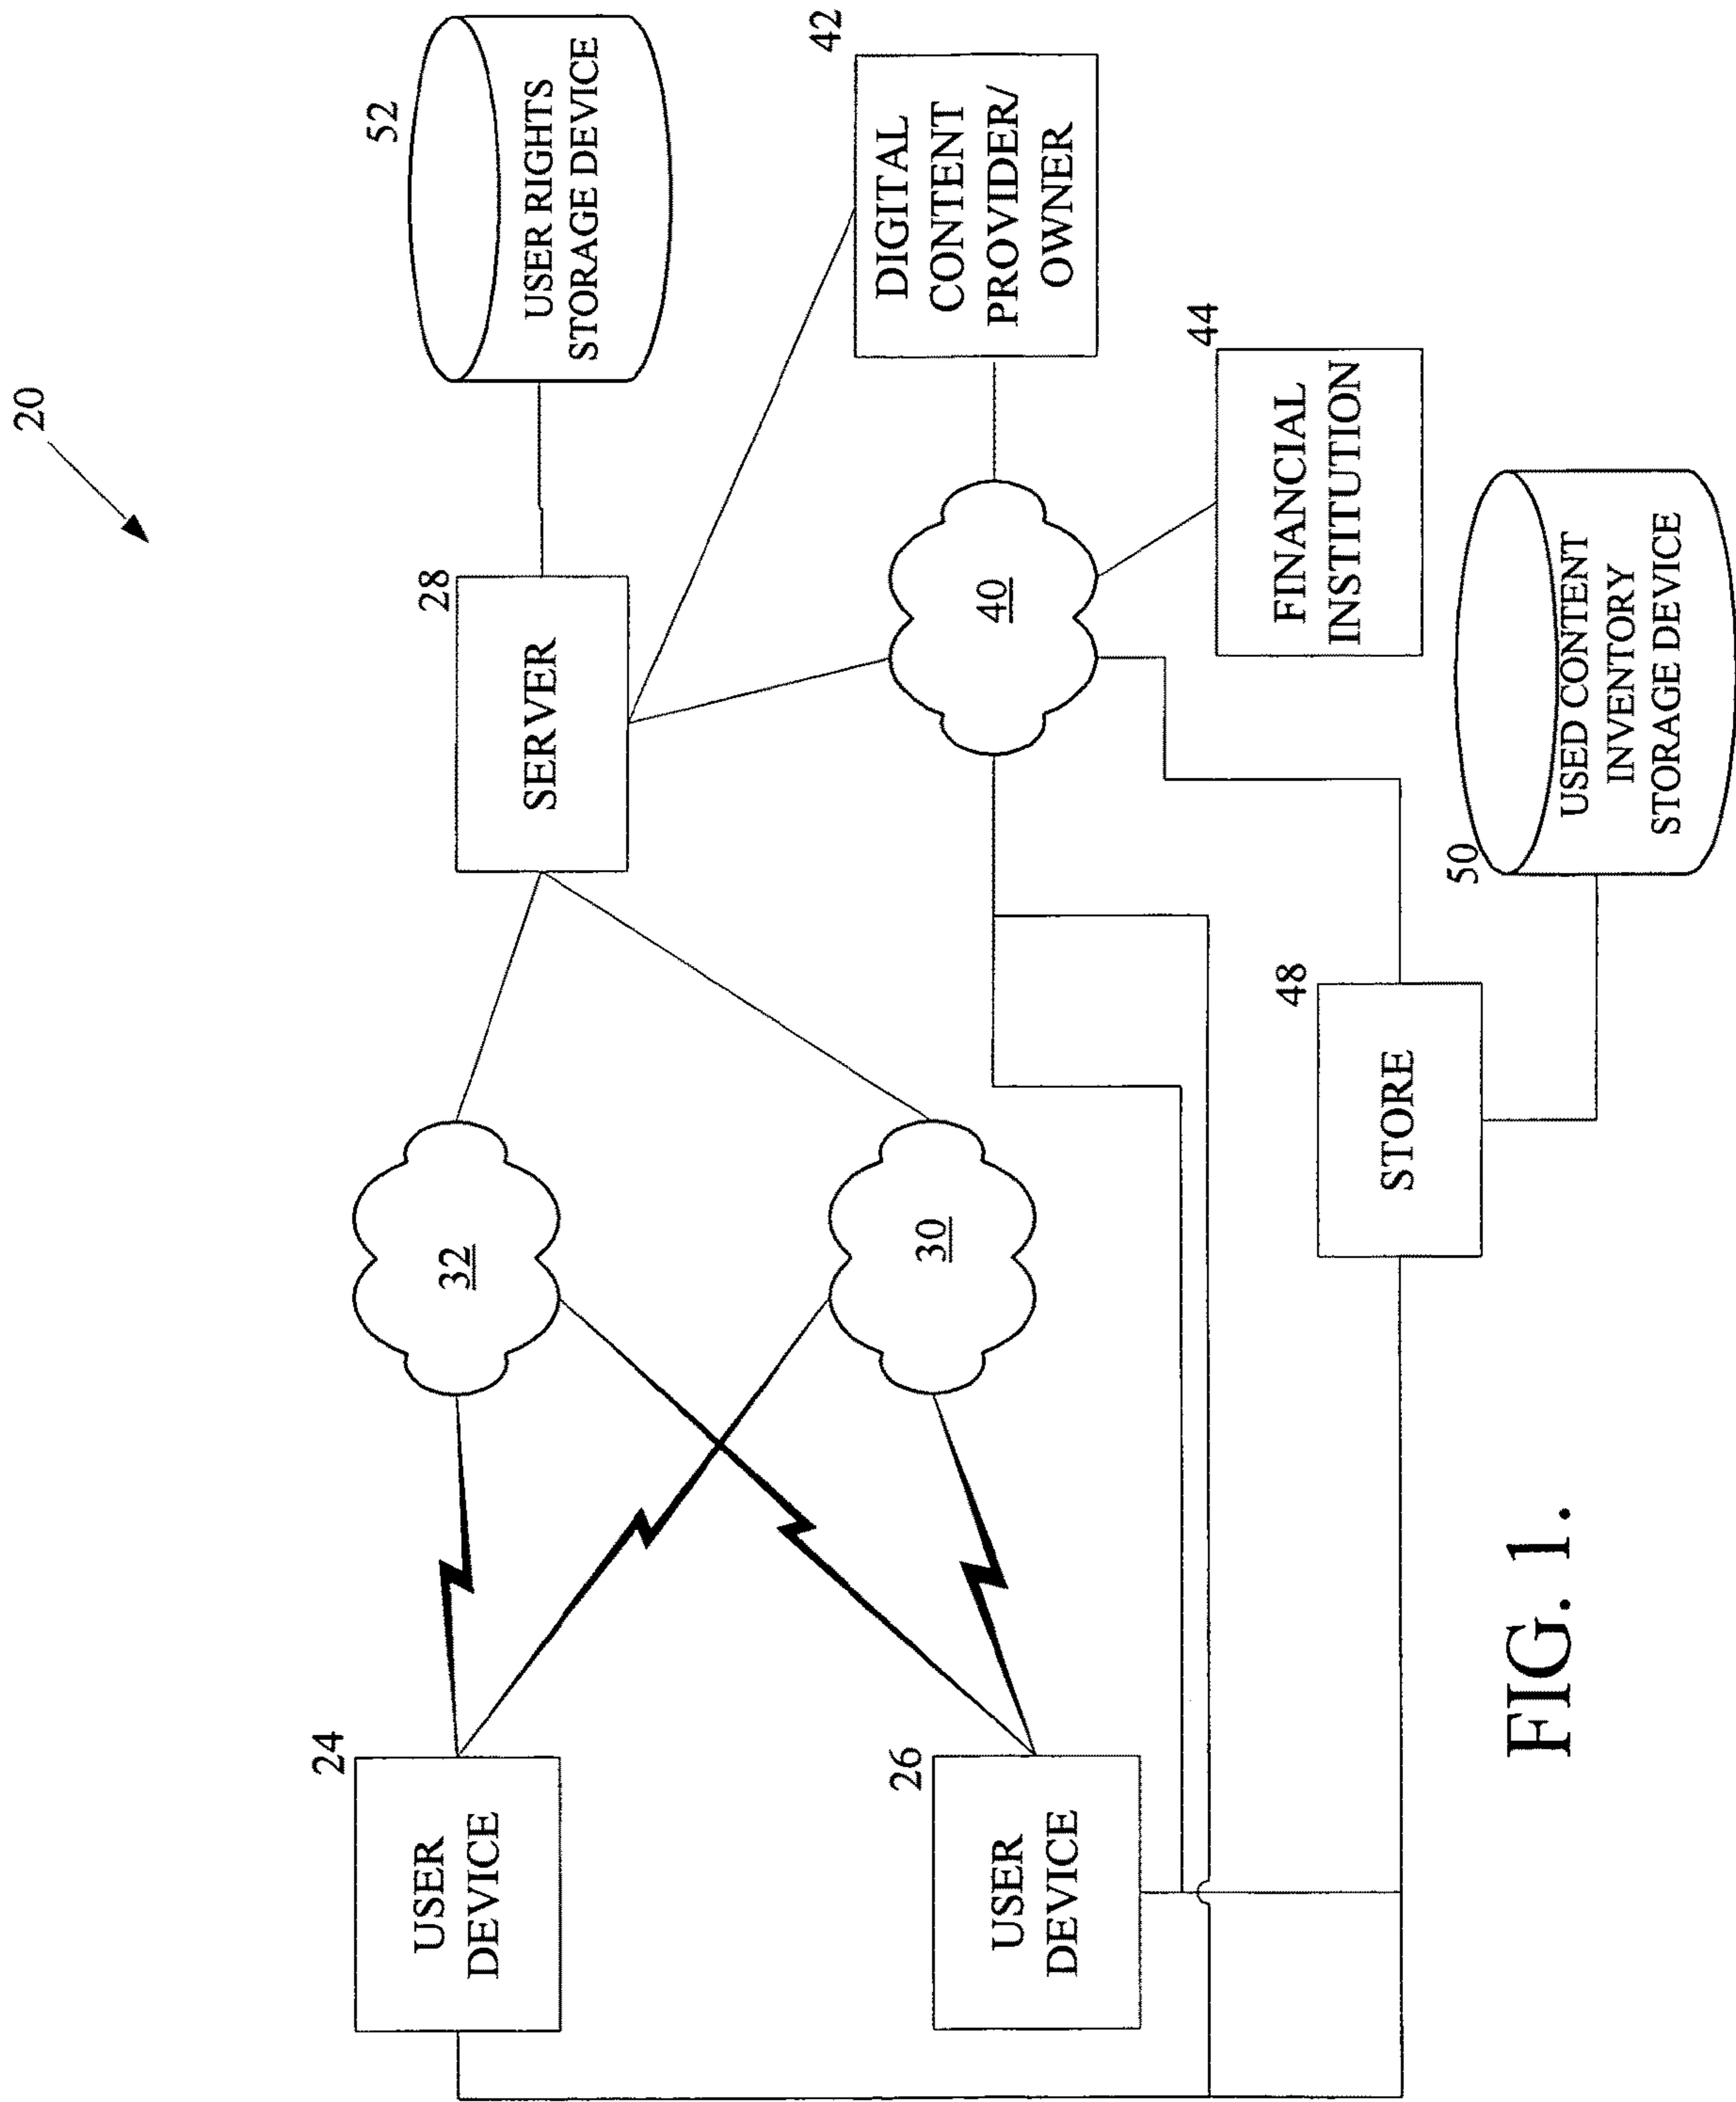 20
52
USER RIGHTS
STORAGE DEVICE
28
SERVER
42
DIGITAL
CONTENT
PROVIDER/
OWNER
32
24
USER
DEVICE
40
44
FINANCIAL
INSTITUTION
30
26
USER
DEVICE
50
USED CONTENT
INVENTORY
STORAGE DEVICE
48
STORE
FIG. 1.